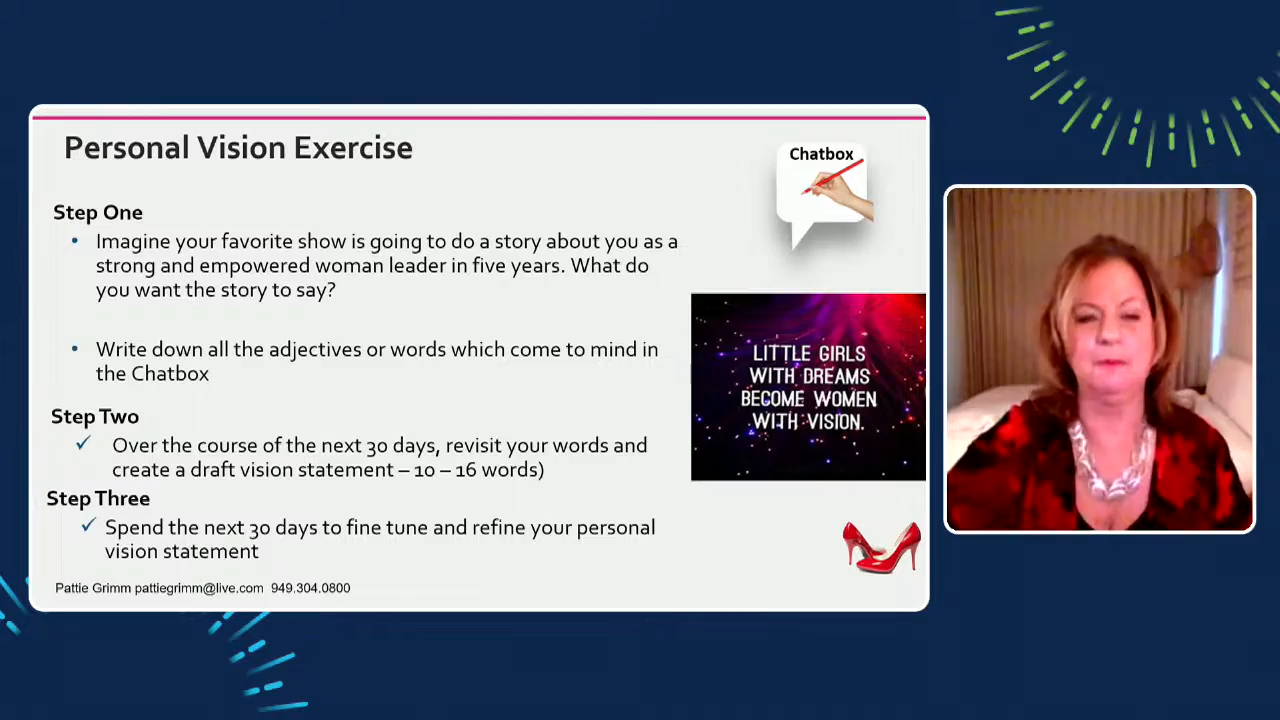 Personal Vision Exercise
Chatbox
Step One
• Imagine your favorite show is going to do a story about you as a
strong and empowered woman leader in five years. What do
you want the story to say?
• Write down all the adjectives or words which come to mind in
the Chatbox
LITTLE GIRLS
WITH DREAMS
BECOME WOMEN
WITH VISION.
Step Two
✓ Over the course of the next 30 days, revisit your words and
create a draft vision statement – 10 – 16 words)
Step Three
✓ Spend the next 30 days to fine tune and refine your personal
vision statement
Pattie Grimm pattiegrimm@live.com 949.304.0800